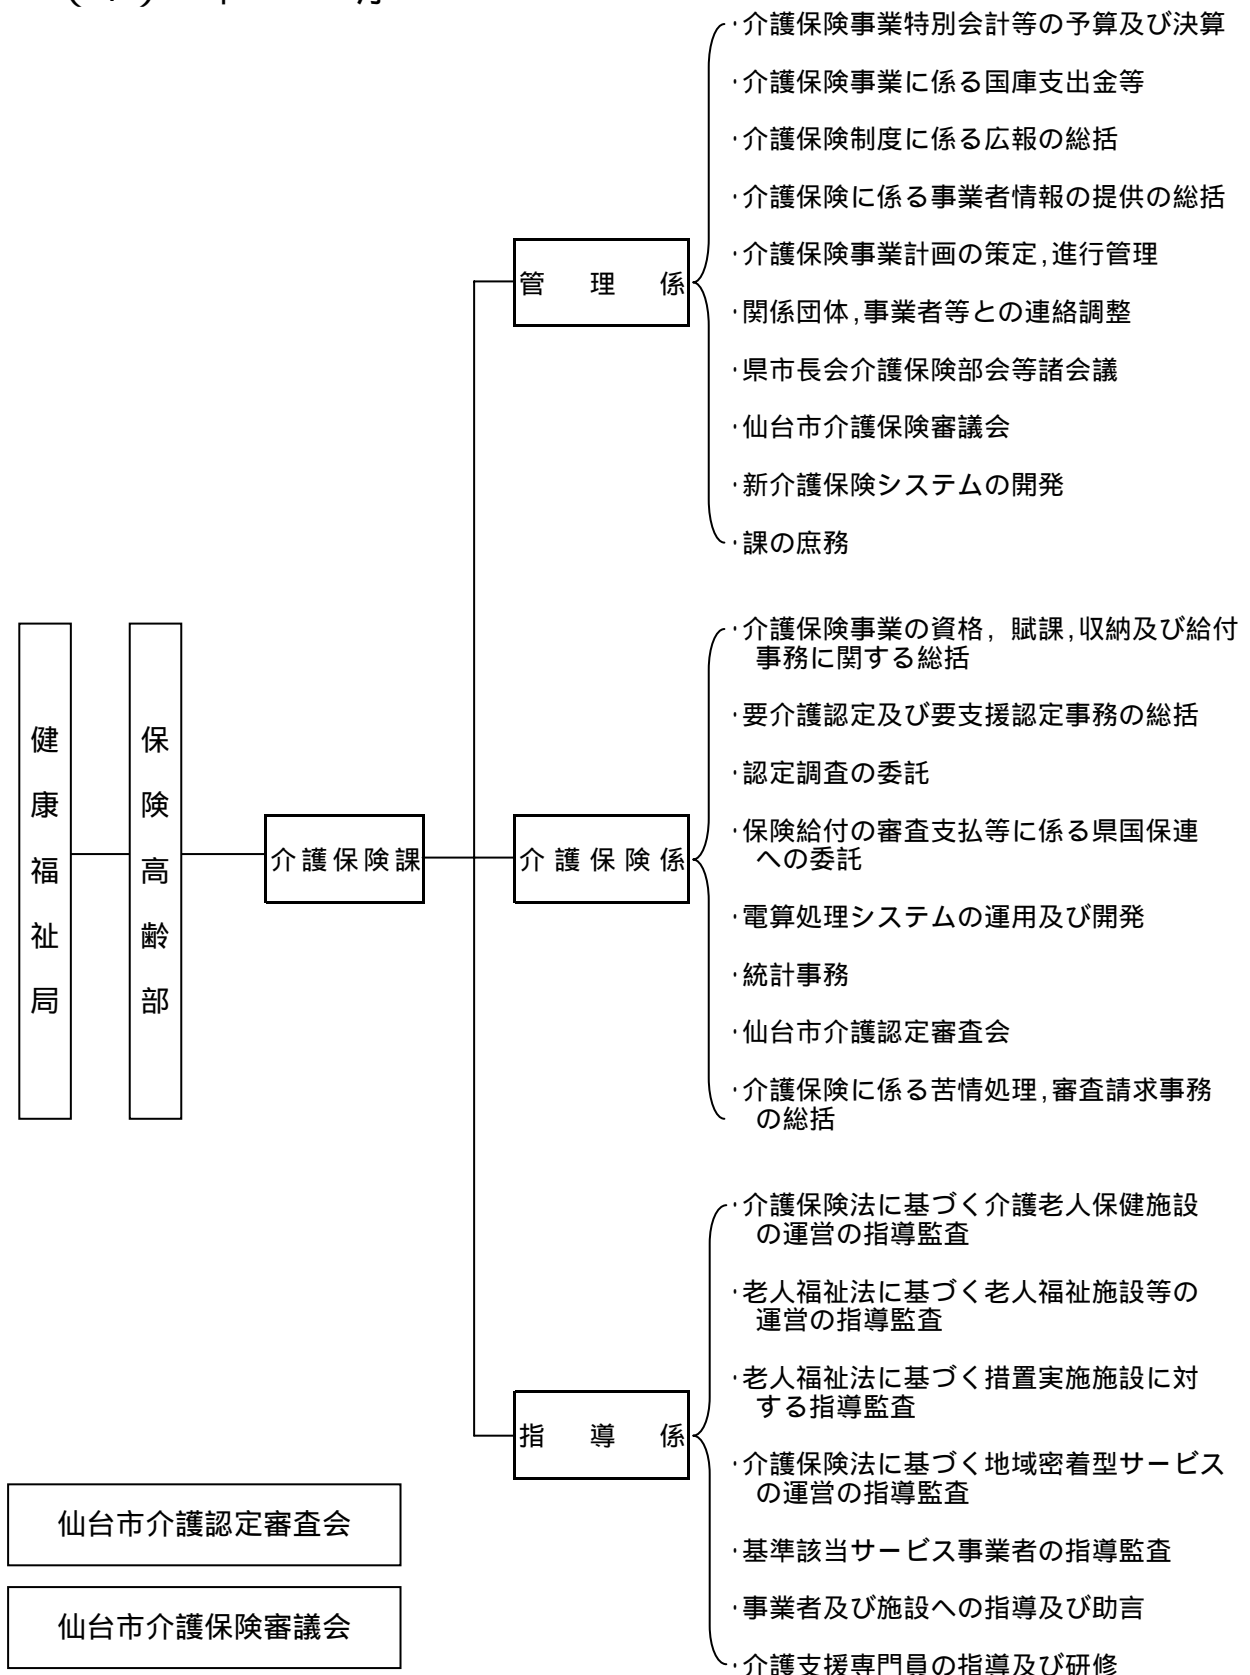 ・介護保険事業特別会計等の予算及び決算
・介護保険事業に係る国庫支出金等
・介護保険制度に係る広報の総括
・介護保険に係る事業者情報の提供の総括
・介護保険事業計画の策定,進行管理
・関係団体,事業者等との連絡調整
・県市長会介護保険部会等諸会議
・仙台市介護保険審議会
・新介護保険システムの開発
・課の庶務
管理係
・介護保険事業の資格,賦課,収納及び給付
事務に関する総括
・要介護認定及び要支援認定事務の総括
・認定調査の委託
・保険給付の審査支払等に係る県国保連
への委託
・電算処理システムの運用及び開発
・統計事務
・仙台市介護認定審査会
・介護保険に係る苦情処理,審査請求事務
の総括
健康福祉局
保険高齢部
介護保険課
介護保険係
・介護保険法に基づく介護老人保健施設
の運営の指導監査
・老人福祉法に基づく老人福祉施設等の
運営の指導監査
・老人福祉法に基づく措置実施施設に対
する指導監査
・介護保険法に基づく地域密着型サービス
の運営の指導監査
・基準該当サービス事業者の指導監査
・事業者及び施設への指導及び助言
・介護支援専門員の指導及び研修
指導係
仙台市介護認定審査会
仙台市介護保険審議会